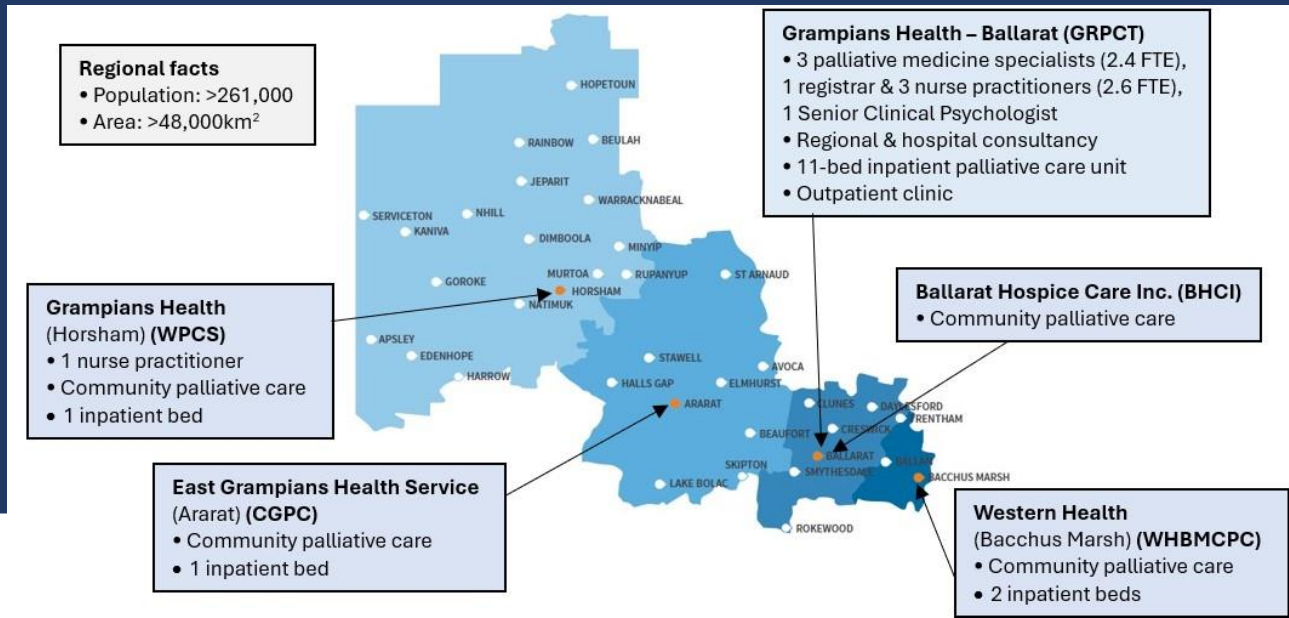 Regional facts
• Population: >261,000
• Area: >48,000km²
Grampians Health – Ballarat (GRPCT)
• 3 palliative medicine specialists (2.4 FTE),
1 registrar & 3 nurse practitioners (2.6 FTE),
1 Senior Clinical Psychologist
• Regional & hospital consultancy
• 11-bed inpatient palliative care unit
• Outpatient clinic
HOPETOUN
RAINBOW
BEULAH
JEPARIT
WARRACKNABEAL
SERVICETON
NHILL
KANIVA
DIMBOOLA
MINYIP
MURTOA
RUPANYUP
ST ARNAUD
GOROKE
HORSHAM
NATIMUK
Grampians Health
(Horsham) (WPCS)
• 1 nurse practitioner
• Community palliative care
• 1 inpatient bed
Ballarat Hospice Care Inc. (BHCI)
• Community palliative care
APSLEY
EDENHOPE
HARROW
STAWELL
AVOCA
HALLS GAP
ELMHURST
ARARAT
CLUNES
DAYLESFORD
TRENTHAM
BEAUFORT
CRESWICK
BALLARAT
BALLAN
SKIPTON
SMYTHESDALE
LAKE BOLAC
BACCHUS MARSH
ROKEWOOD
East Grampians Health Service
(Ararat) (CGPC)
• Community palliative care
• 1 inpatient bed
Western Health
(Bacchus Marsh) (WHBMCPC)
• Community palliative care
• 2 inpatient beds